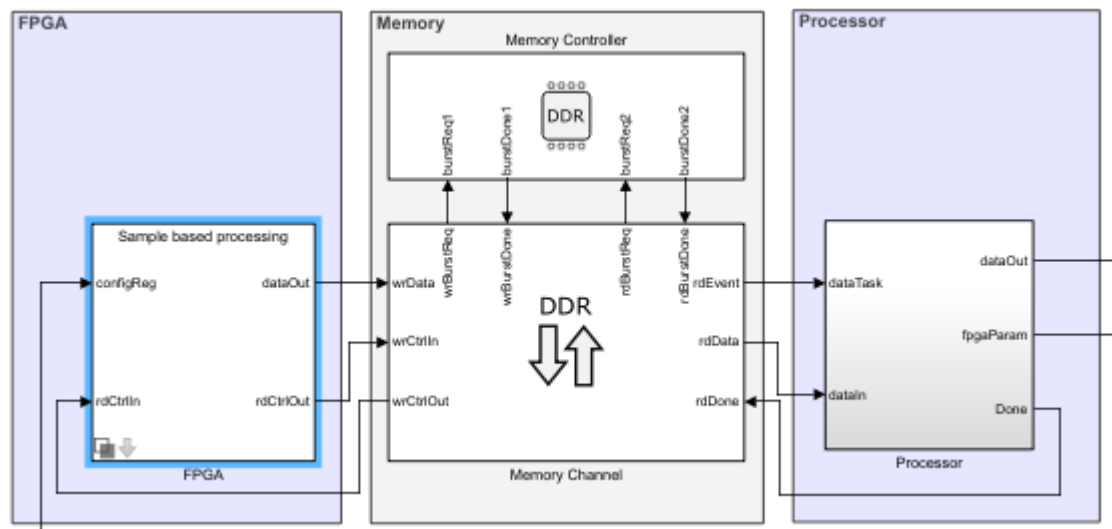 FPGA
Memory
Processor
Memory Controller
DDR
burstReq1
burstDone1
burstReq2
burstDone2
Sample based processing
configReg
dataOut
rdCtrlIn
rdCtrlOut
FPGA
wrBurstReq
wrBurstDone
rdBurstReq
rdBurstDone
wrData
rdEvent
DDR
wrCtrlIn
rdData
wrCtrlOut
rdDone
Memory Channel
dataOut
dataTask
fpgaParam
dataIn
Done
Processor